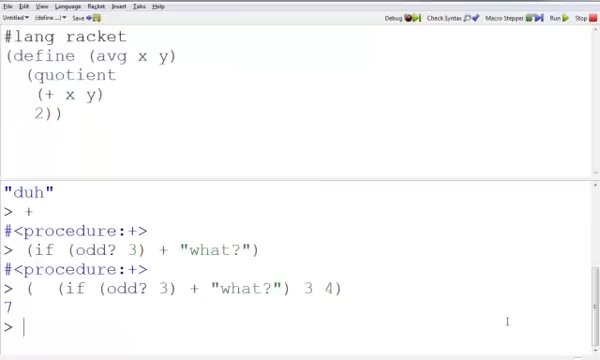 File Edit View Language Racket Insert Tabs Help
Untitled▼ (define ...)▼ Save Debug Check Syntax Macro Stepper Run Stop
#lang racket
(define (avg x y)
  (quotient
   (+ x y)
   2))
"duh"
> +
#<procedure:+>
> (if (odd? 3) + "what?")
#<procedure:+>
> (  (if (odd? 3) + "what?") 3 4)
7
>